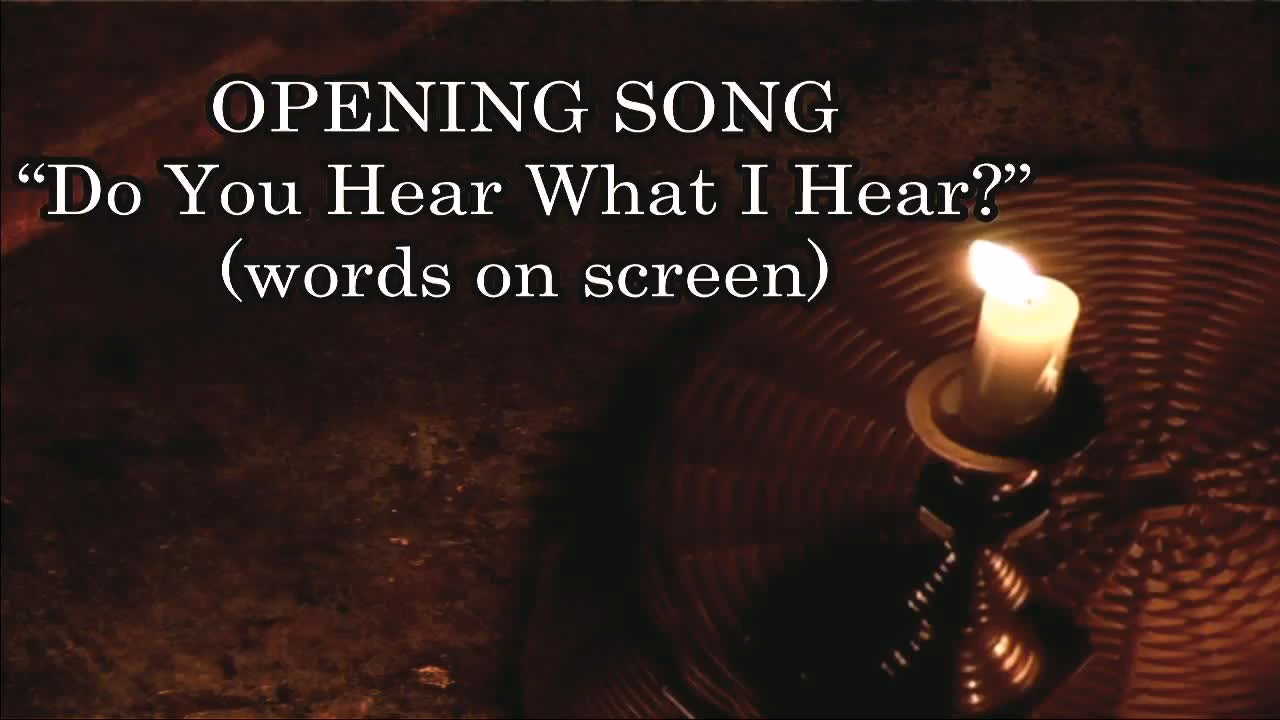 OPENING SONG
“Do You Hear What I Hear?”
(words on screen)